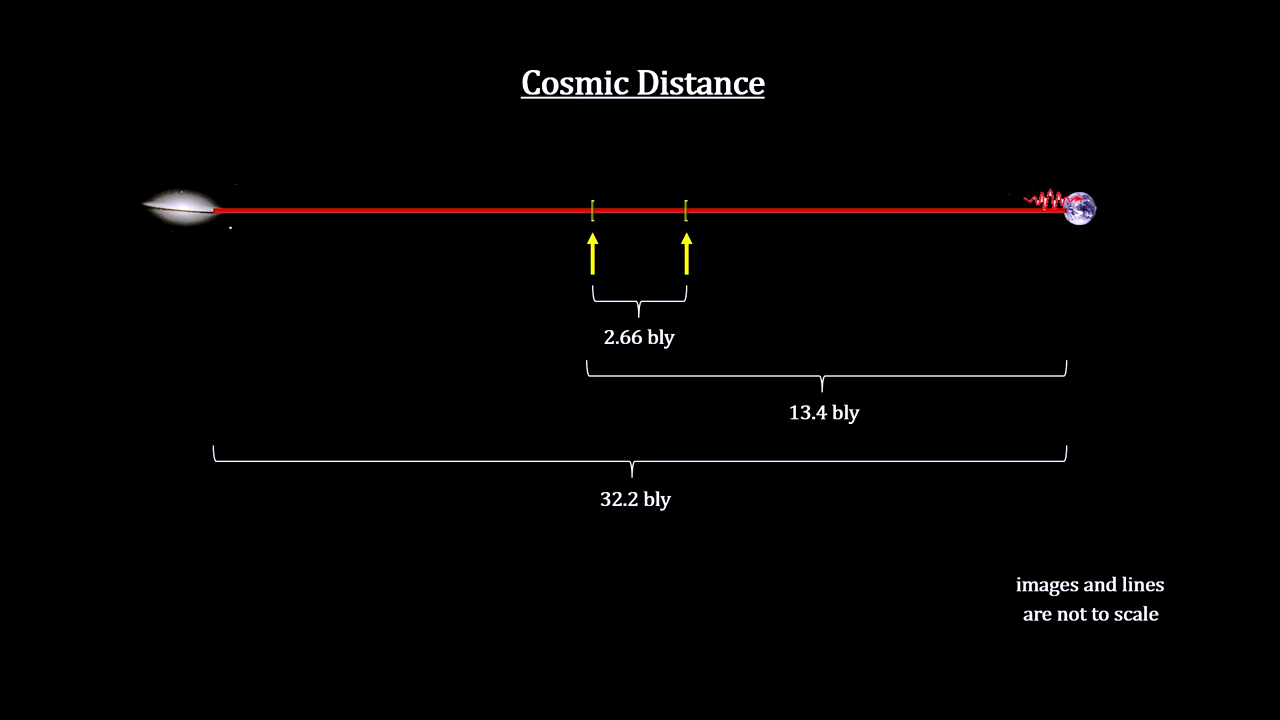 Cosmic Distance
2.66 bly
13.4 bly
32.2 bly
images and lines
are not to scale